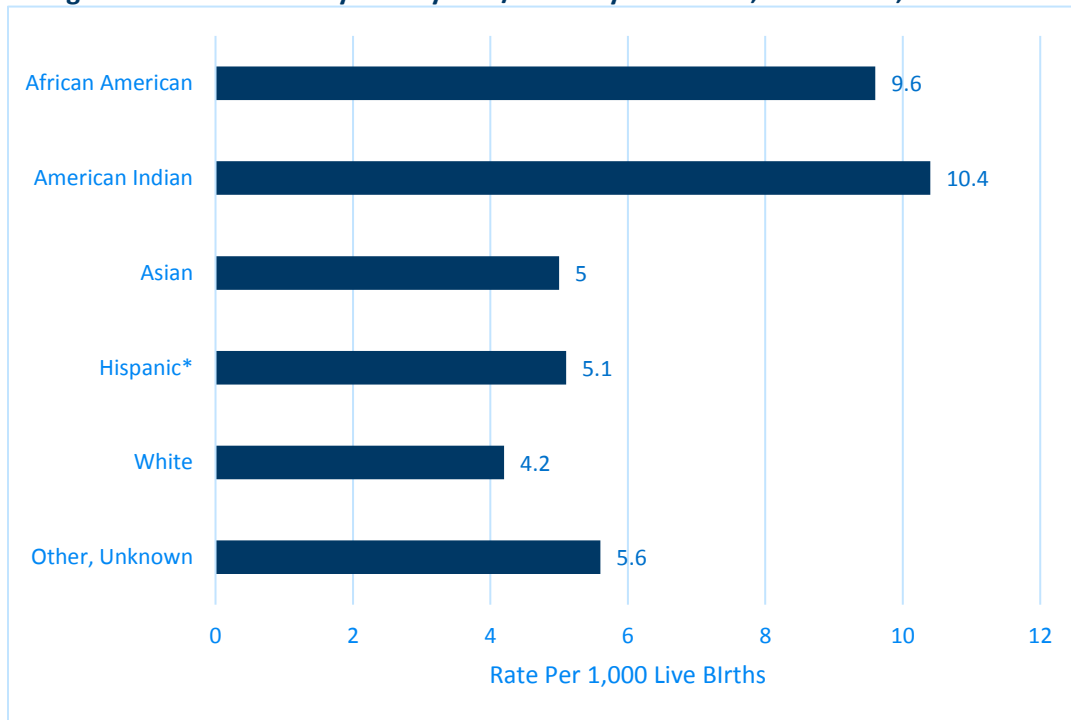 African American
9.6
American Indian
10.4
Asian
5
Hispanic*
5.1
White
4.2
Other, Unknown
5.6
0 2 4 6 8 10 12
Rate Per 1,000 Live BIrths